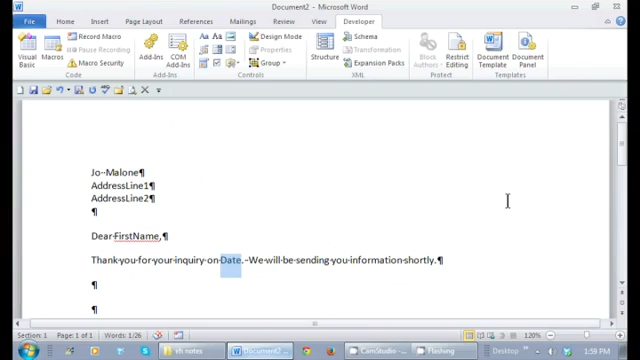 Document2 - Microsoft Word
File Home Insert Page Layout References Mailings Review View Developer
Visual Basic Macros Record Macro Pause Recording Macro Security Code
Add-Ins COM Add-Ins Add-Ins
Aa Aa Design Mode Properties Group Controls
Structure Schema Transformation Expansion Packs XML
Block Authors Restrict Editing Protect
Document Template Document Panel Templates
Jo··Malone¶
AddressLine1¶
AddressLine2¶
¶
Dear·FirstName,¶
Thank·you·for·your·inquiry·on·Date.··We·will·be·sending·you·information·shortly.¶
¶
¶
Section: 1 Page: 1 of 1 Words: 1/26 120%
Document2 - ... CamStudio - ... Flashing Desktop 1:59 PM